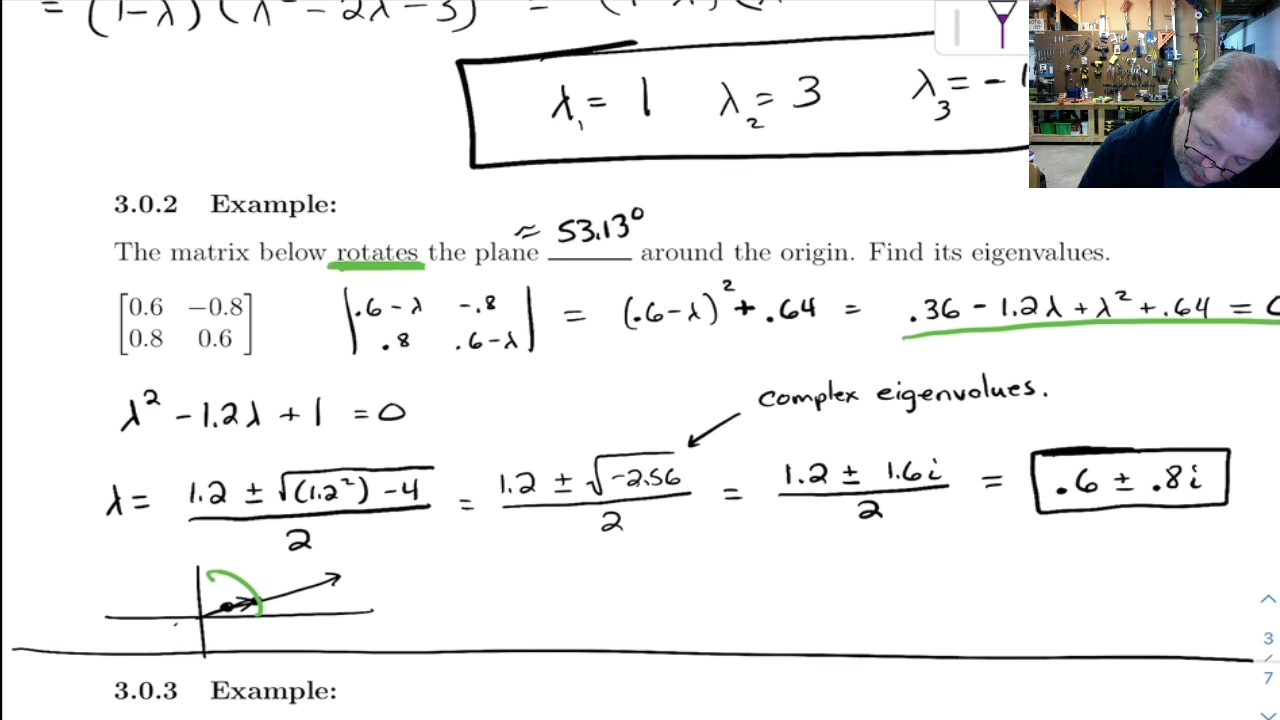 = (1-λ)(λ² - 2λ - 3) =
λ₁ = 1 λ₂ = 3 λ₃ = -1
3.0.2 Example:
≈ 53.13°
The matrix below rotates the plane ______ around the origin. Find its eigenvalues.
[0.6 −0.8] |.6-λ -.8| = (.6-λ)² + .64 = .36 - 1.2λ + λ² + .64 = 0
[0.8 0.6] |.8 .6-λ|
complex eigenvalues.
λ² - 1.2λ + 1 = 0
λ = (1.2 ± √((1.2²) - 4))/2 = (1.2 ± √-2.56)/2 = (1.2 ± 1.6i)/2 = .6 ± .8i
3
/
7
3.0.3 Example: